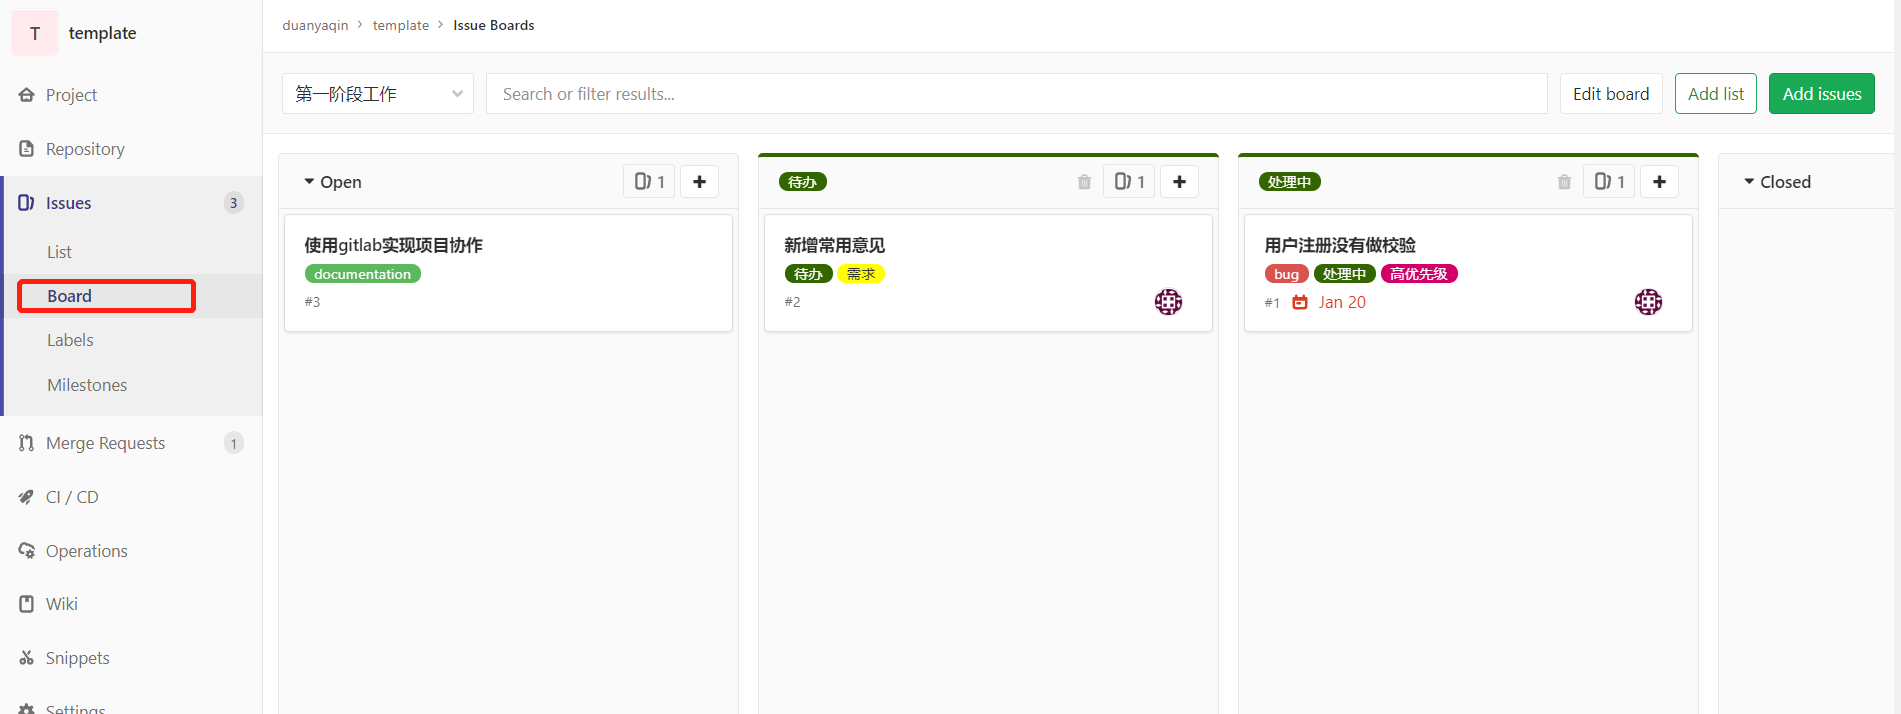 T template
Project
Repository
Issues 3
List
Board
Labels
Milestones
Merge Requests 1
CI / CD
Operations
Wiki
Snippets
Settings
duanyaqin > template > Issue Boards
第一阶段工作 Search or filter results... Edit board Add list Add issues
Open 1
使用gitlab实现项目协作
documentation
#3
待办 1
新增常用意见
待办 需求
#2
处理中 1
用户注册没有做校验
bug 处理中 高优先级
#1 Jan 20
Closed